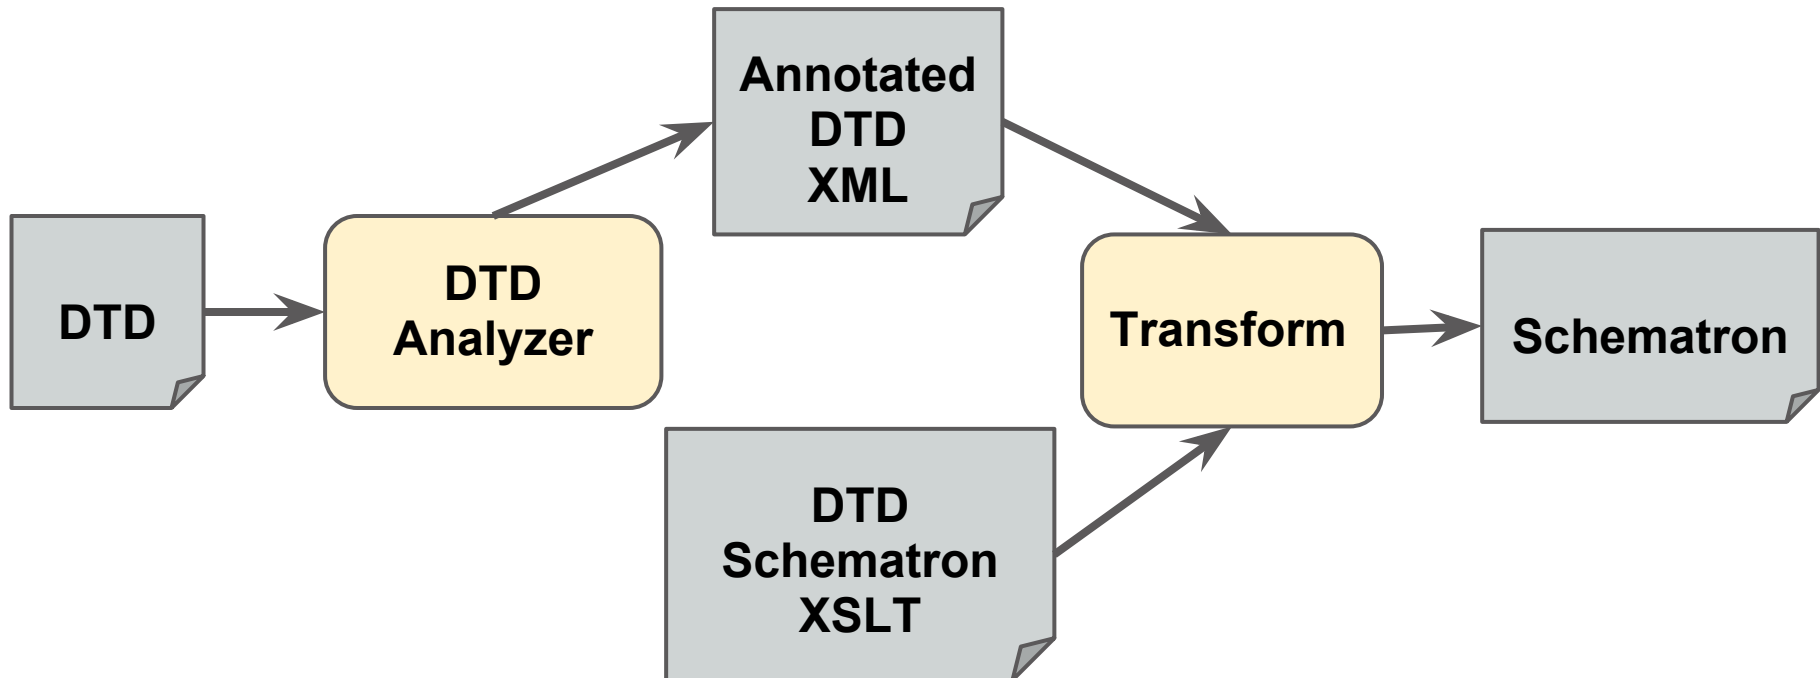 DTD
DTD
Analyzer
Annotated
DTD
XML
DTD
Schematron
XSLT
Transform
Schematron